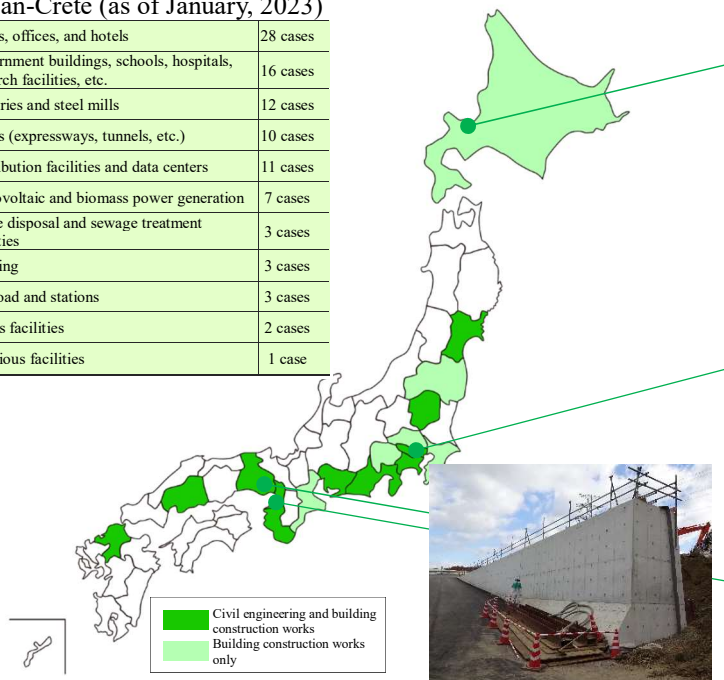 an-Crete (as of January, 2023)
s, offices, and hotels 28 cases
rnment buildings, schools, hospitals,
rch facilities, etc. 16 cases
ries and steel mills 12 cases
s (expressways, tunnels, etc.) 10 cases
bution facilities and data centers 11 cases
ovoltaic and biomass power generation 7 cases
e disposal and sewage treatment
ties 3 cases
ing 3 cases
oad and stations 3 cases
s facilities 2 cases
ious facilities 1 case
Civil engineering and building
construction works
Building construction works
only